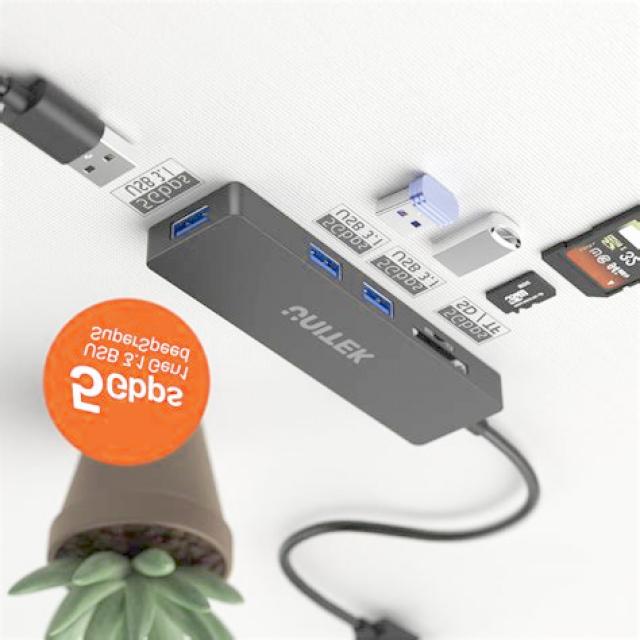 5Gbps
USB 3.1 Gen1
SuperSpeed
UNITEK
5Gbps
SD / TF
5Gbps
USB 3.1
5Gbps
USB 3.1
5Gbps
USB 3.1